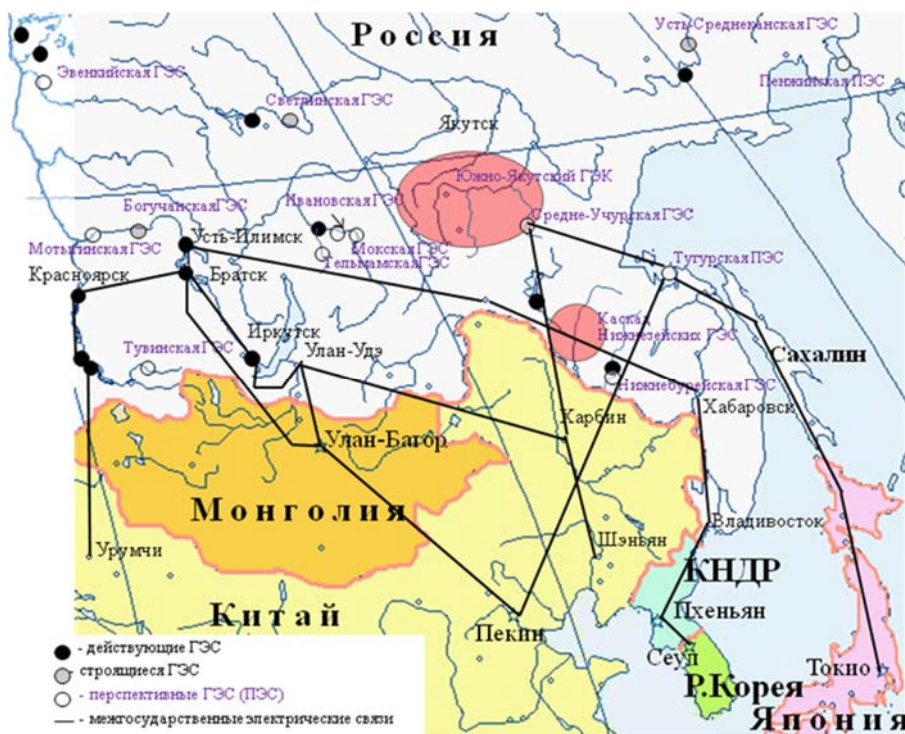 Россия
Усть-Среднеканская ГЭС
Эвенкийская ГЭС
Пенжинская ПЭС
Светлинская ГЭС
Якутск
Южно-Якутский ГЭК
Ивановская ГЭС
Богучанская ГЭС
Средне-Учурская ГЭС
Мотыгинская ГЭС
Усть-Илимск
Мокская ГЭС
Тельмамская ГЭС
Тугурская ПЭС
Красноярск
Братск
Каскад
Нижнезейских ГЭС
Иркутск
Тувинская ГЭС
Улан-Удэ
Сахалин
Нижнебурейская ГЭС
Хабаровск
Харбин
Улан-Батор
Монголия
Владивосток
Урумчи
Шэньян
КНДР
Китай
Пекин
Пхеньян
Сеул
Токио
Р.Корея
Япония
- действующие ГЭС
- строящиеся ГЭС
- перспективные ГЭС (ПЭС)
- межгосударственные электрические связи